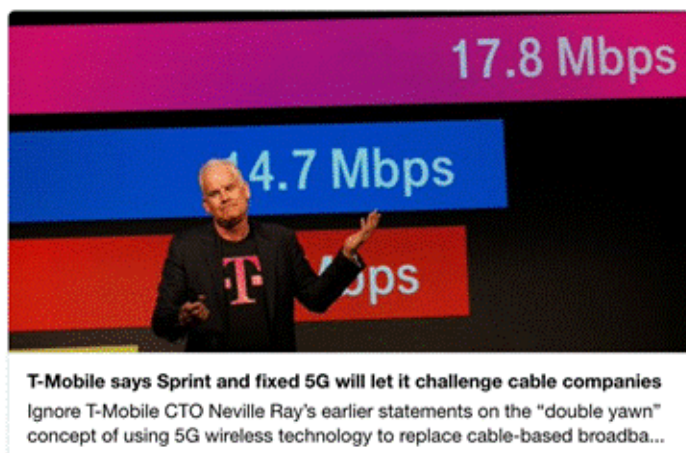 17.8 Mbps
14.7 Mbps
Mbps
T
T-Mobile says Sprint and fixed 5G will let it challenge cable companies
Ignore T-Mobile CTO Neville Ray's earlier statements on the “double yawn”
concept of using 5G wireless technology to replace cable-based broadba...